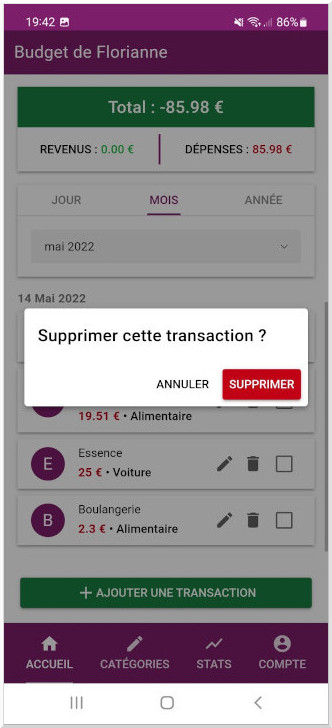 19:42 86%
Budget de Florianne
Total : -85.98 €
REVENUS : 0.00 € DÉPENSES : 85.98 €
JOUR MOIS ANNÉE
mai 2022
14 Mai 2022
Supprimer cette transaction ?
ANNULER SUPPRIMER
19.51 € • Alimentaire
E
Essence
25 € • Voiture
B
Boulangerie
2.3 € • Alimentaire
+ AJOUTER UNE TRANSACTION
ACCUEIL CATÉGORIES STATS COMPTE